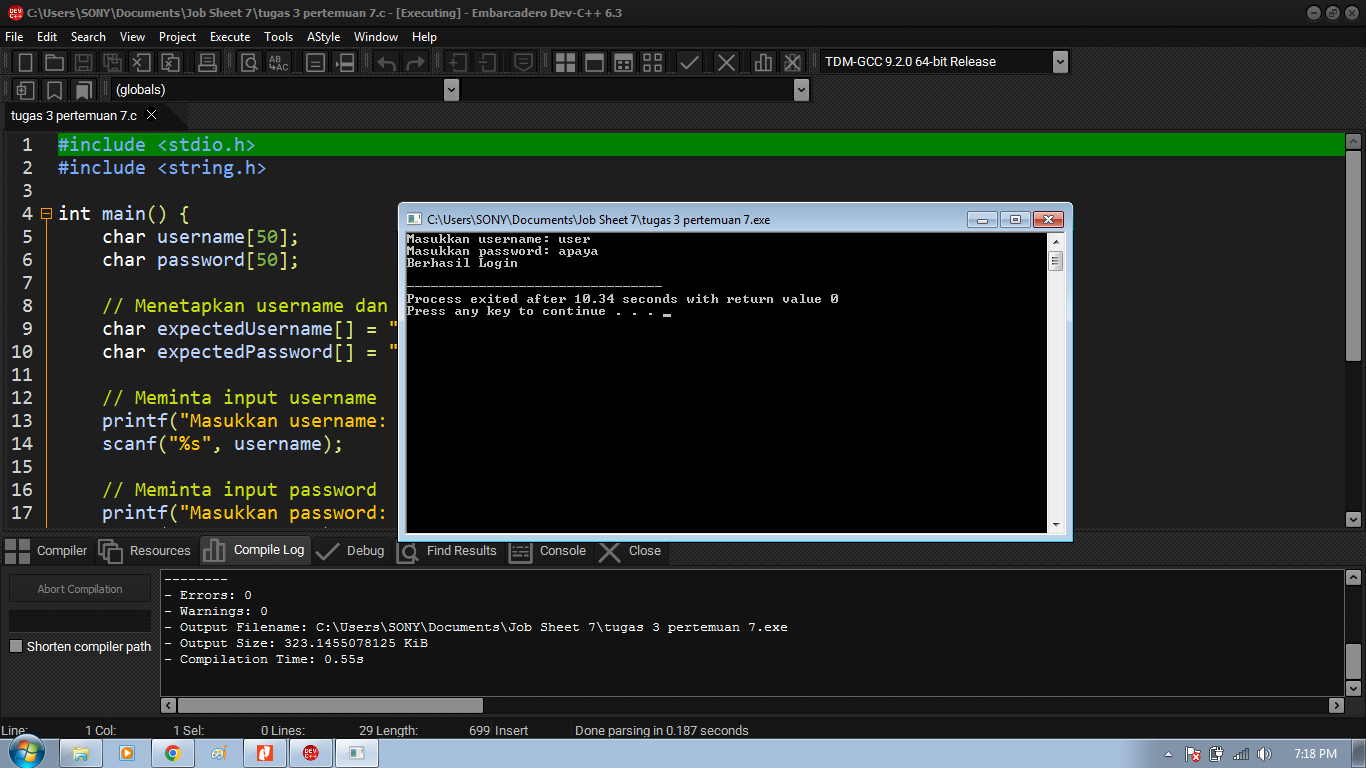 C:\Users\SONY\Documents\Job Sheet 7\tugas 3 pertemuan 7.c - [Executing] - Embarcadero Dev-C++ 6.3
File Edit Search View Project Execute Tools AStyle Window Help
TDM-GCC 9.2.0 64-bit Release
(globals)
tugas 3 pertemuan 7.c
1 #include <stdio.h>
2 #include <string.h>
3
4 int main() {
5 char username[50];
6 char password[50];
7
8 // Menetapkan username dan
9 char expectedUsername[] = "
10 char expectedPassword[] = "
11
12 // Meminta input username
13 printf("Masukkan username:
14 scanf("%s", username);
15
16 // Meminta input password
17 printf("Masukkan password:
C:\Users\SONY\Documents\Job Sheet 7\tugas 3 pertemuan 7.exe
Masukkan username: user
Masukkan password: apaya
Berhasil Login
--------------------------------
Process exited after 10.34 seconds with return value 0
Press any key to continue . . . _
Compiler Resources Compile Log Debug Find Results Console Close
Abort Compilation
Shorten compiler path
--------
- Errors: 0
- Warnings: 0
- Output Filename: C:\Users\SONY\Documents\Job Sheet 7\tugas 3 pertemuan 7.exe
- Output Size: 323.1455078125 KiB
- Compilation Time: 0.55s
Line: 1 Col: 1 Sel: 0 Lines: 29 Length: 699 Insert Done parsing in 0.187 seconds
7:18 PM